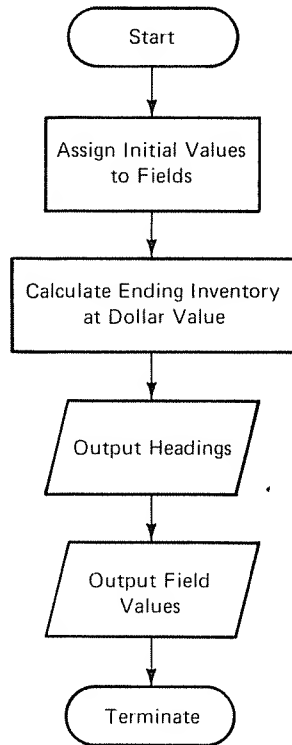 Start
Assign Initial Values
to Fields
Calculate Ending Inventory
at Dollar Value
Output Headings
Output Field
Values
Terminate